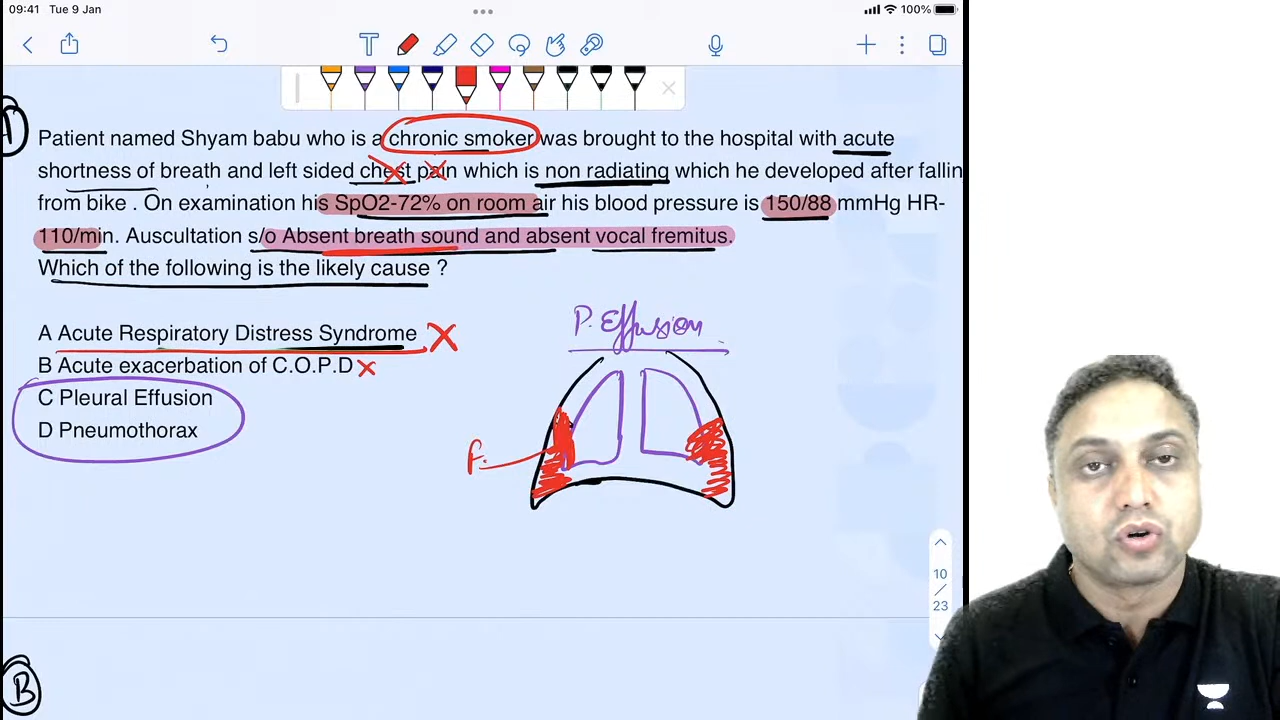 09:41 Tue 9 Jan
100%
T
1
Patient named Shyam babu who is a chronic smoker was brought to the hospital with acute
shortness of breath and left sided chest pain which is non radiating which he developed after fallin
from bike . On examination his SpO2-72% on room air his blood pressure is 150/88 mmHg HR-
110/min. Auscultation s/o Absent breath sound and absent vocal fremitus.
Which of the following is the likely cause ?
P. Effusion
A Acute Respiratory Distress Syndrome
B Acute exacerbation of C.O.P.D
C Pleural Effusion
D Pneumothorax
F.
10
/
23
B